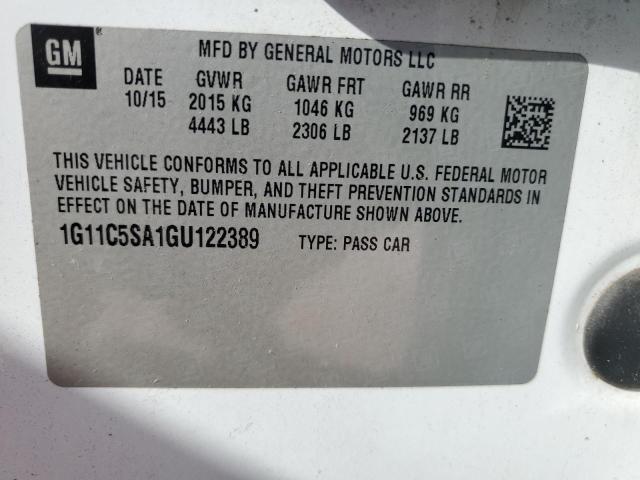 GM
®
MFD BY GENERAL MOTORS LLC
DATE GVWR GAWR FRT GAWR RR
10/15 2015 KG 1046 KG 969 KG
4443 LB 2306 LB 2137 LB
THIS VEHICLE CONFORMS TO ALL APPLICABLE U.S. FEDERAL MOTOR
VEHICLE SAFETY, BUMPER, AND THEFT PREVENTION STANDARDS IN
EFFECT ON THE DATE OF MANUFACTURE SHOWN ABOVE.
1G11C5SA1GU122389 TYPE: PASS CAR